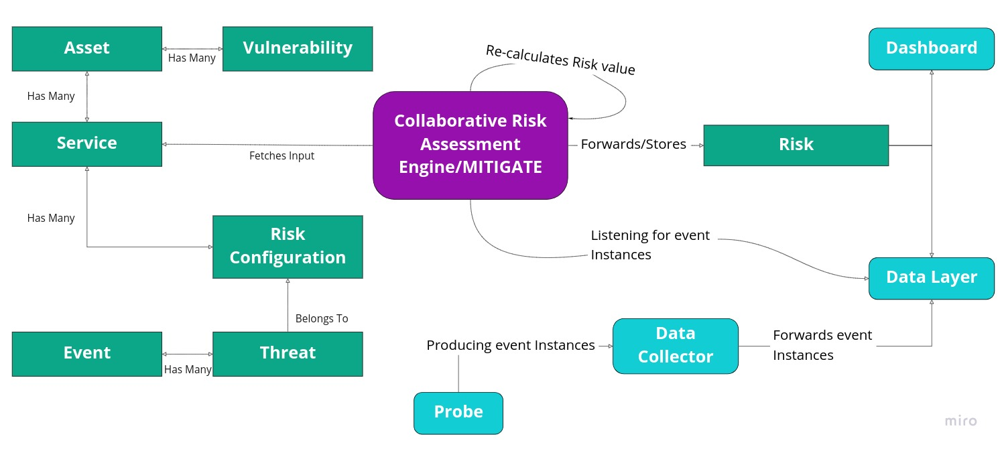 Asset
Has Many
Vulnerability
Re-calculates Risk value
Dashboard
Has Many
Collaborative Risk
Assessment
Engine/MITIGATE
Service
Fetches Input
Forwards/Stores
Risk
Has Many
Risk
Configuration
Listening for event
Instances
Data Layer
Belongs To
Event
Has Many
Threat
Producing event Instances
Data
Collector
Forwards event
Instances
Probe
miro